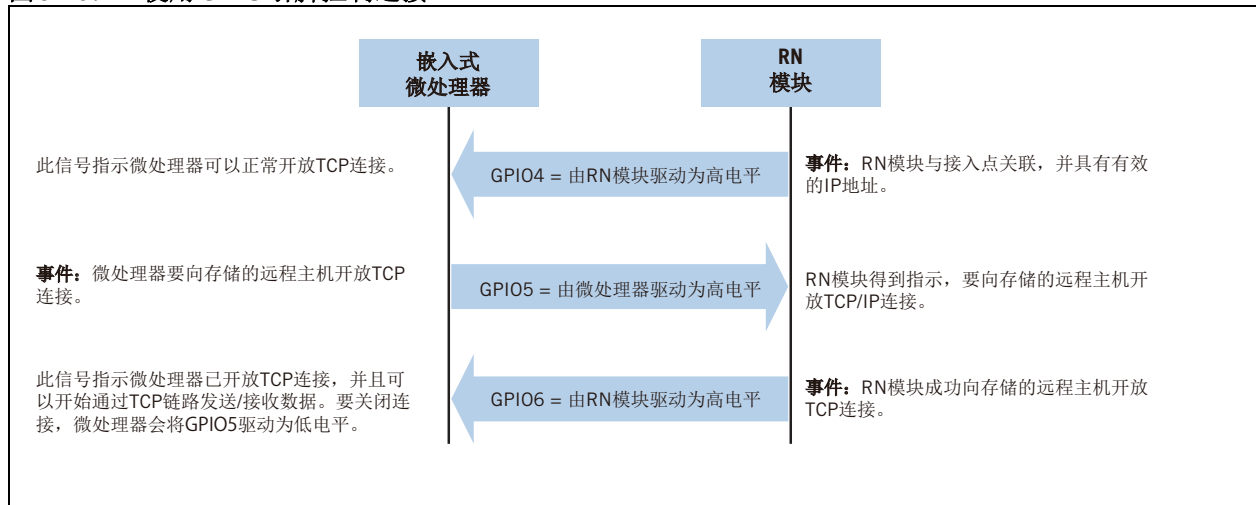 嵌入式
微处理器
RN
模块
此信号指示微处理器可以正常开放TCP连接。
GPIO4 = 由RN模块驱动为高电平
事件：RN模块与接入点关联，并具有有效
的IP地址。
事件：微处理器要向存储的远程主机开放TCP
连接。
GPIO5 = 由微处理器驱动为高电平
RN模块得到指示，要向存储的远程主机开
放TCP/IP连接。
此信号指示微处理器已开放TCP连接，并且可
以开始通过TCP链路发送/接收数据。要关闭连
接，微处理器会将GPIO5驱动为低电平。
GPIO6 = 由RN模块驱动为高电平
事件：RN模块成功向存储的远程主机开放
TCP连接。